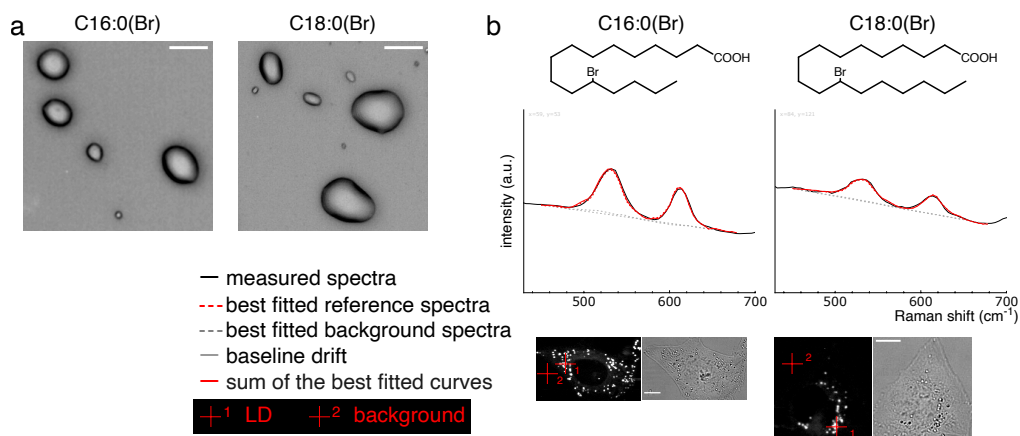 a
C16:0(Br)
C18:0(Br)
measured spectra
best fitted reference spectra
best fitted background spectra
baseline drift
sum of the best fitted curves
1 LD
2 background
b
C16:0(Br)
C18:0(Br)
COOH
Br
COOH
Br
intensity (a.u.)
500
600
700
500
600
700
Raman shift (cm⁻¹)
1
2
2
1